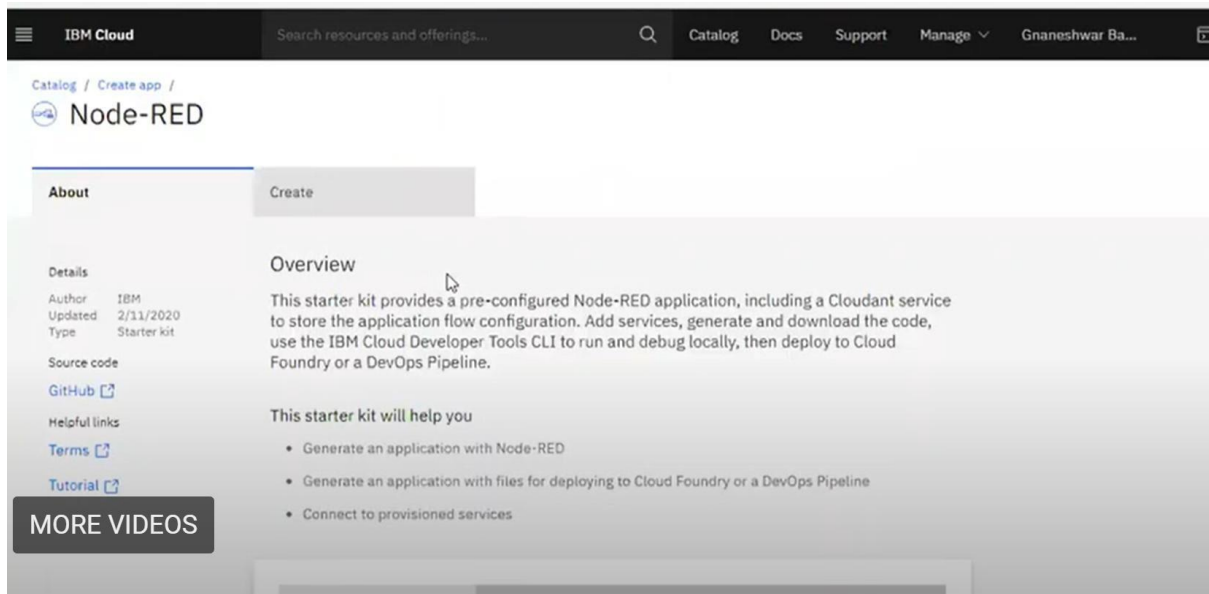 IBM Cloud
Search resources and offerings...
Catalog
Docs
Support
Manage
Gnaneshwar Ba...
Catalog / Create app /
Node-RED
About
Create
Details
Author IBM
Updated 2/11/2020
Type Starter kit
Source code
GitHub
Helpful links
Terms
Tutorial
MORE VIDEOS
Overview
This starter kit provides a pre-configured Node-RED application, including a Cloudant service
to store the application flow configuration. Add services, generate and download the code,
use the IBM Cloud Developer Tools CLI to run and debug locally, then deploy to Cloud
Foundry or a DevOps Pipeline.
This starter kit will help you
• Generate an application with Node-RED
• Generate an application with files for deploying to Cloud Foundry or a DevOps Pipeline
• Connect to provisioned services